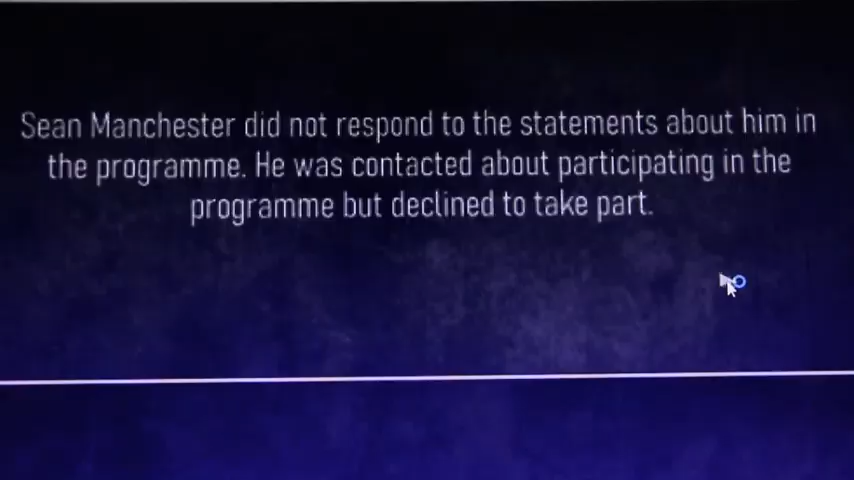 Sean Manchester did not respond to the statements about him in
the programme. He was contacted about participating in the
programme but declined to take part.